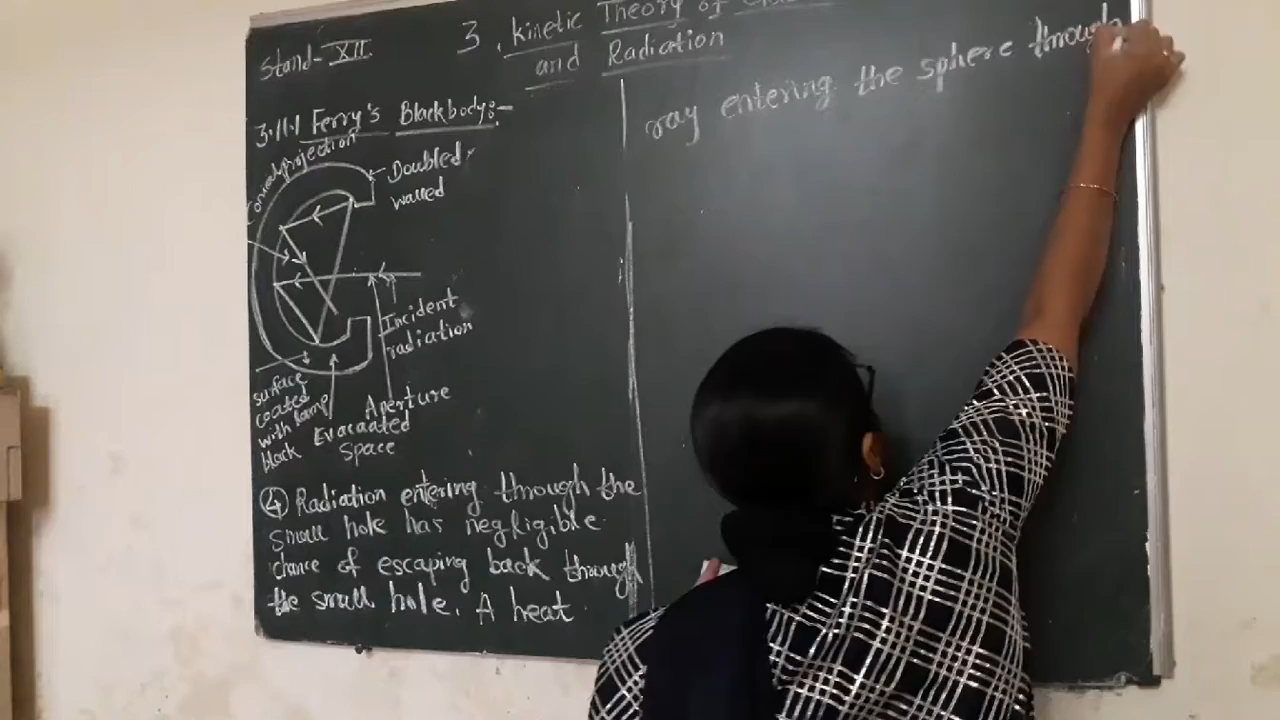 Stand-XII
3. Kinetic Theory of
and Radiation
3.11.1 Ferry's Blackbody:-
Conical projection
Doubled
walled
Incident
radiation
Aperture
Evacuated
Space
surface
coated
with lamp
black
④ Radiation entering through the
small hole has negligible
chance of escaping back through
the small hole. A heat
ray entering the sphere through